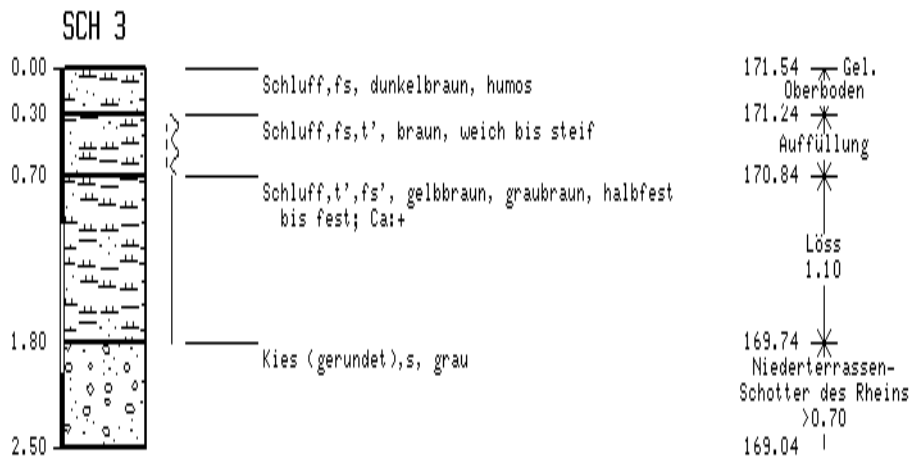 SCH 3
0.00
171.54 Gel.
Schluff,fs, dunkelbraun, humos
Oberboden
0.30
171.24
Schluff,fs,t', braun, weich bis steif
Auffüllung
0.70
170.84
Schluff,t',fs', gelbbraun, graubraun, halbfest
bis fest; Ca:+
Löss
1.10
1.80
169.74
Kies (gerundet),s, grau
Niederterrassen-
Schotter des Rheins
>0.70
2.50
169.04